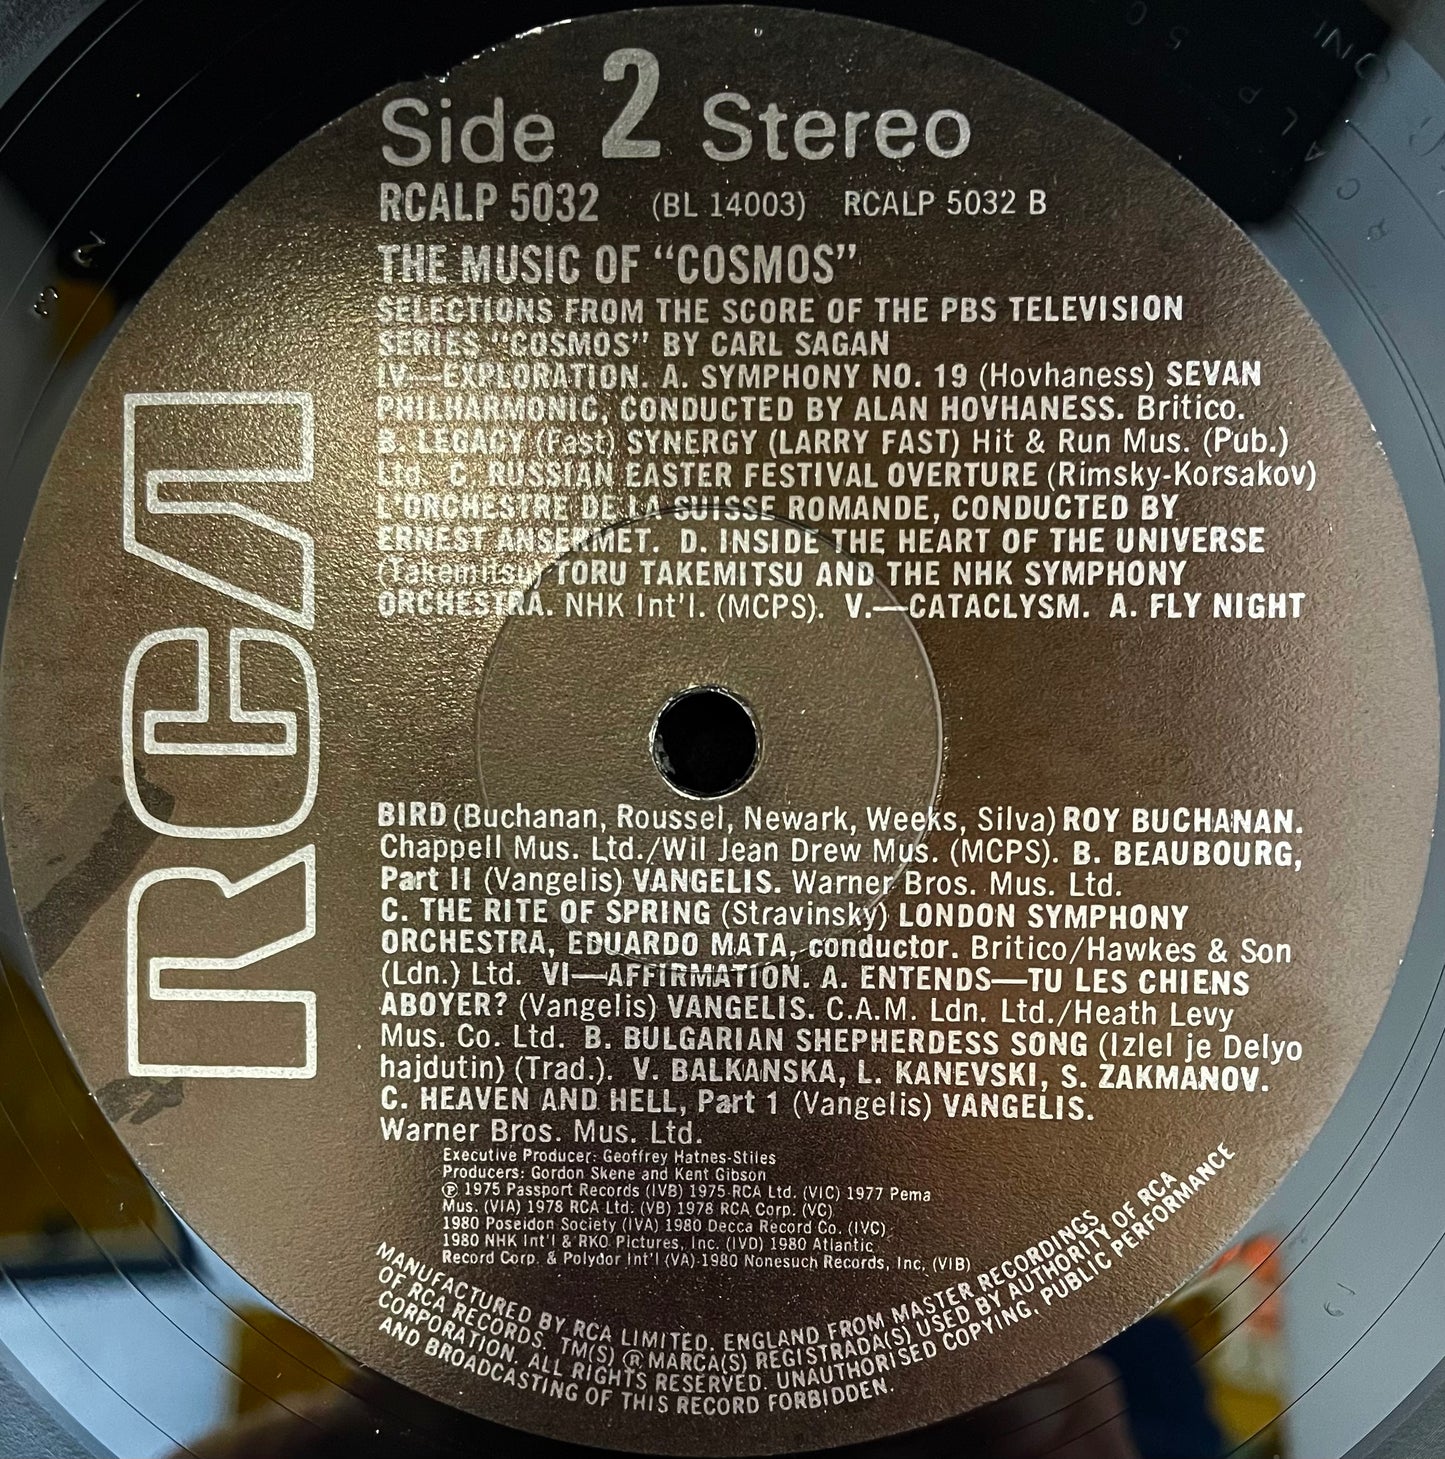 Side 2 Stereo
RCALP 5032 (BL 14003) RCALP 5032 B
THE MUSIC OF "COSMOS"
SELECTIONS FROM THE SCORE OF THE PBS TELEVISION
SERIES "COSMOS" BY CARL SAGAN
IV—EXPLORATION. A. SYMPHONY NO. 19 (Hovhaness) SEVAN
PHILHARMONIC, CONDUCTED BY ALAN HOVHANESS. Britico.
B. LEGACY (Fast) SYNERGY (LARRY FAST) Hit & Run Mus. (Pub.)
Ltd. C. RUSSIAN EASTER FESTIVAL OVERTURE (Rimsky-Korsakov)
L'ORCHESTRE DE LA SUISSE ROMANDE, CONDUCTED BY
ERNEST ANSERMET. D. INSIDE THE HEART OF THE UNIVERSE
(Takemitsu) TORU TAKEMITSU AND THE NHK SYMPHONY
ORCHESTRA. NHK Int'l. (MCPS). V.—CATACLYSM. A. FLY NIGHT
BIRD (Buchanan, Roussel, Newark, Weeks, Silva) ROY BUCHANAN.
Chappell Mus. Ltd./Wil Jean Drew Mus. (MCPS). B. BEAUBOURG,
Part II (Vangelis) VANGELIS. Warner Bros. Mus. Ltd.
C. THE RITE OF SPRING (Stravinsky) LONDON SYMPHONY
ORCHESTRA, EDUARDO MATA, conductor. Britico/Hawkes & Son
(Ldn.) Ltd. VI—AFFIRMATION. A. ENTENDS—TU LES CHIENS
ABOYER? (Vangelis) VANGELIS. C.A.M. Ldn. Ltd./Heath Levy
Mus. Co. Ltd. B. BULGARIAN SHEPHERDESS SONG (Izlel je Delyo
hajdutin) (Trad.). V. BALKANSKA, L. KANEVSKI, S. ZAKMANOV.
C. HEAVEN AND HELL, Part 1 (Vangelis) VANGELIS.
Warner Bros. Mus. Ltd.
Executive Producer: Geoffrey Hatnes-Stiles
Producers: Gordon Skene and Kent Gibson
℗ 1975 Passport Records (IVB) 1975 RCA Ltd. (VIC) 1977 Pema
Mus. (VIA) 1978 RCA Ltd: (VB) 1978 RCA Corp. (VC)
1980 Poseidon Society (IVA) 1980 Decca Record Co. (IVC)
1980 NHK Int'l & RKO Pictures, Inc. (IVD) 1980 Atlantic
Record Corp. & Polydor Int'l (VA) 1980 Nonesuch Records, Inc, (VIB)
MANUFACTURED BY RCA LIMITED, ENGLAND FROM MASTER RECORDINGS
OF RCA RECORDS. TM(S) ® MARCA(S) REGISTRADA(S) USED BY AUTHORITY OF RCA
CORPORATION. ALL RIGHTS RESERVED. UNAUTHORISED COPYING, PUBLIC PERFORMANCE
AND BROADCASTING OF THIS RECORD FORBIDDEN.
RCA